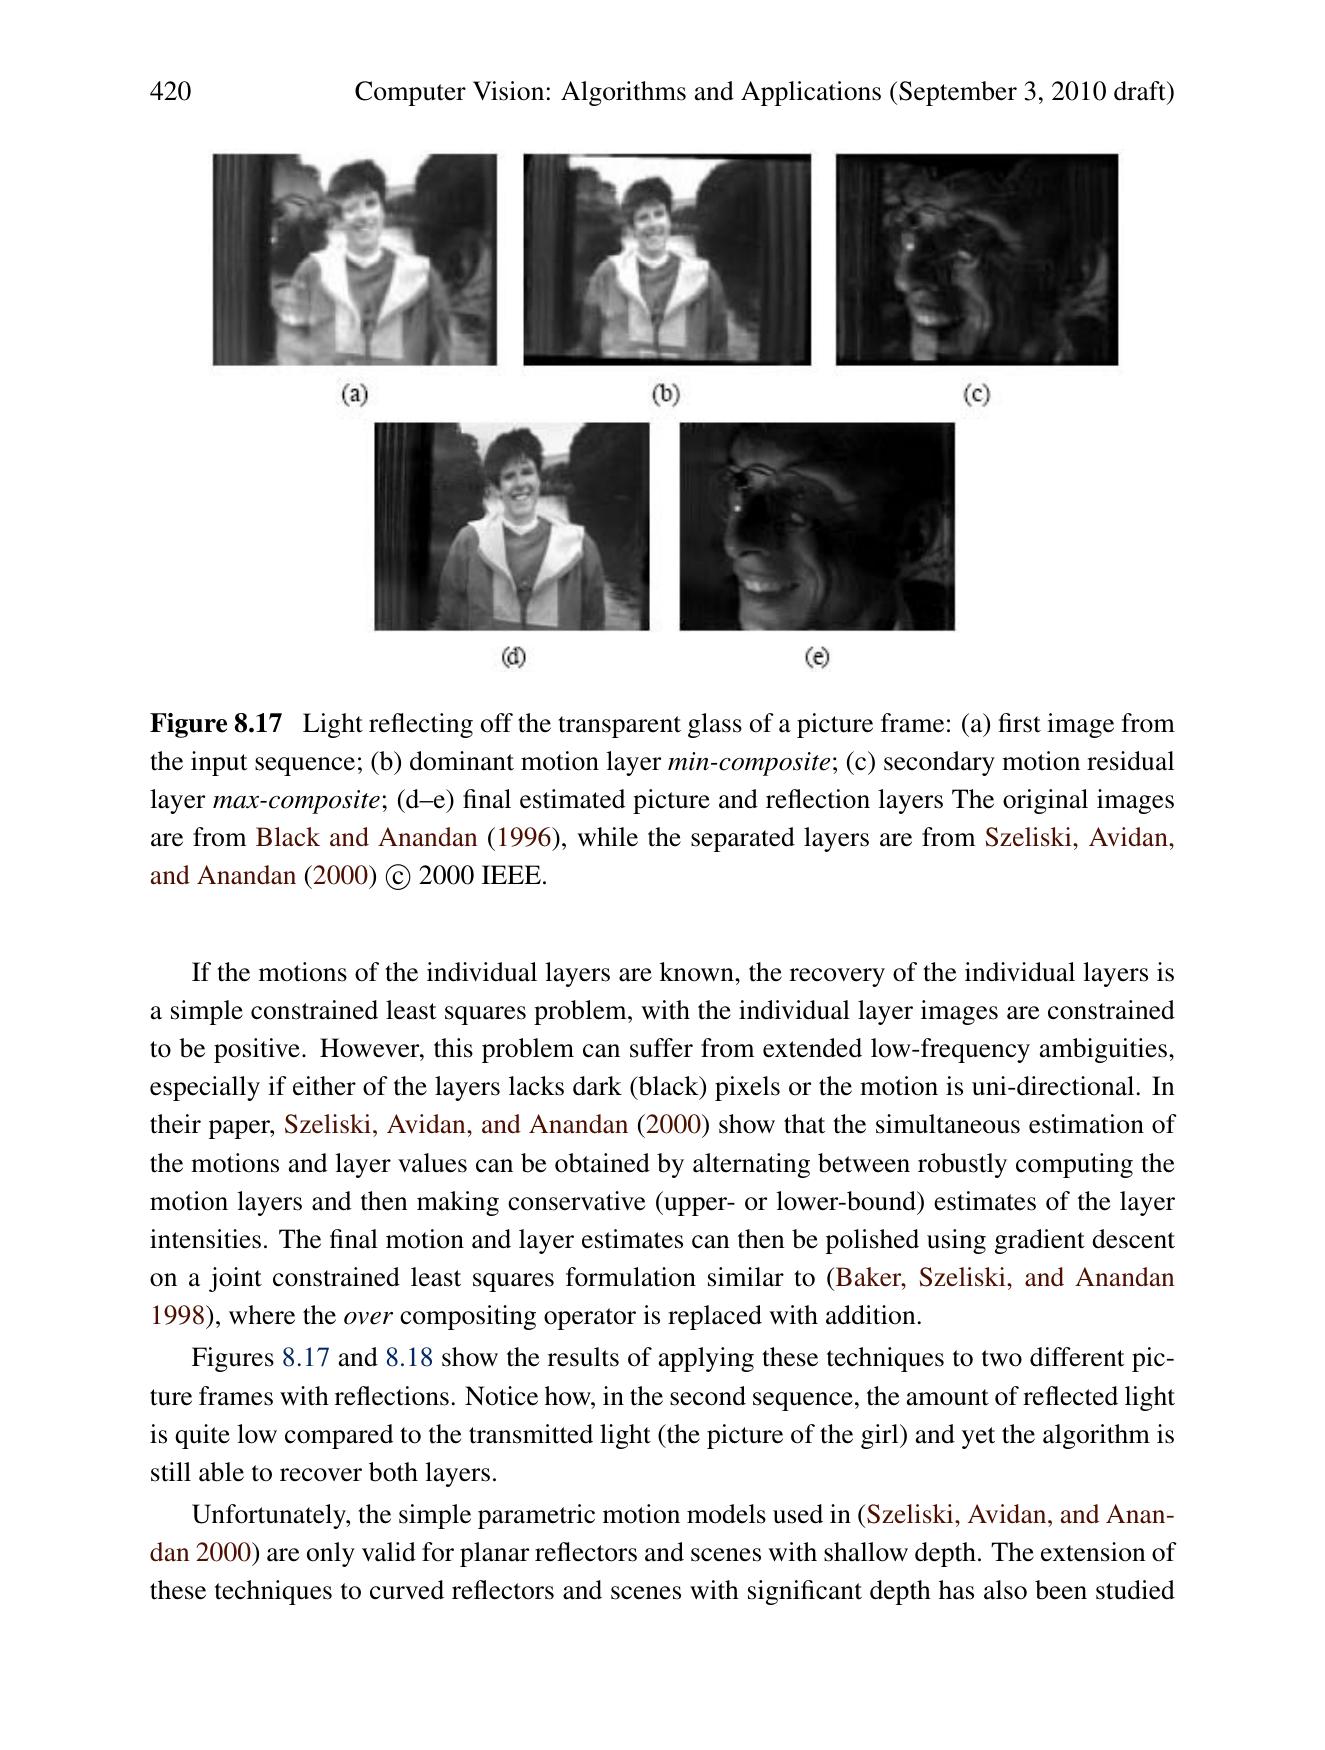 420 Computer Vision: Algorithms and Applications (September 3, 2010 draft)
(a) (b) (c)
(d) (e)
Figure 8.17 Light reflecting off the transparent glass of a picture frame: (a) first image from
the input sequence; (b) dominant motion layer min-composite; (c) secondary motion residual
layer max-composite; (d–e) final estimated picture and reflection layers The original images
are from Black and Anandan (1996), while the separated layers are from Szeliski, Avidan,
and Anandan (2000) © 2000 IEEE.
If the motions of the individual layers are known, the recovery of the individual layers is
a simple constrained least squares problem, with the individual layer images are constrained
to be positive. However, this problem can suffer from extended low-frequency ambiguities,
especially if either of the layers lacks dark (black) pixels or the motion is uni-directional. In
their paper, Szeliski, Avidan, and Anandan (2000) show that the simultaneous estimation of
the motions and layer values can be obtained by alternating between robustly computing the
motion layers and then making conservative (upper- or lower-bound) estimates of the layer
intensities. The final motion and layer estimates can then be polished using gradient descent
on a joint constrained least squares formulation similar to (Baker, Szeliski, and Anandan
1998), where the over compositing operator is replaced with addition.
Figures 8.17 and 8.18 show the results of applying these techniques to two different pic-
ture frames with reflections. Notice how, in the second sequence, the amount of reflected light
is quite low compared to the transmitted light (the picture of the girl) and yet the algorithm is
still able to recover both layers.
Unfortunately, the simple parametric motion models used in (Szeliski, Avidan, and Anan-
dan 2000) are only valid for planar reflectors and scenes with shallow depth. The extension of
these techniques to curved reflectors and scenes with significant depth has also been studied